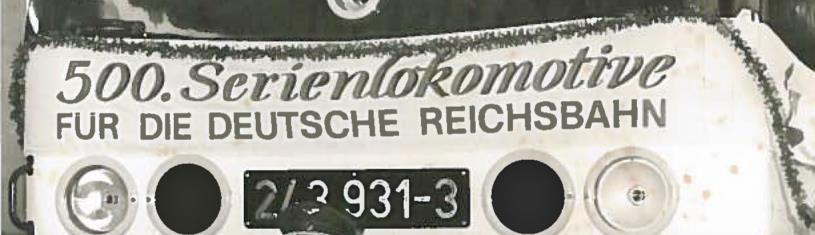 500. Serienlokomotive
FÜR DIE DEUTSCHE REICHSBAHN
243 931-3